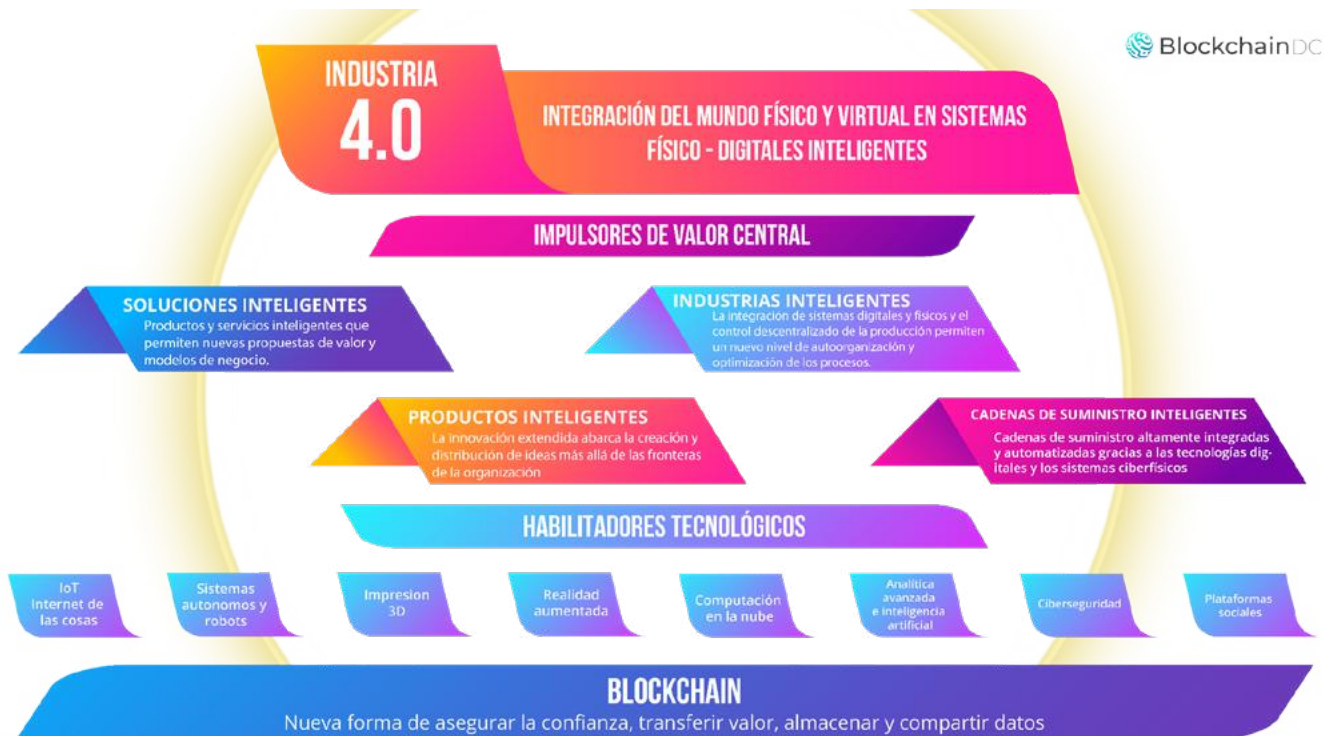 BlockchainDC
INDUSTRIA
4.0
INTEGRACIÓN DEL MUNDO FÍSICO Y VIRTUAL EN SISTEMAS
FÍSICO - DIGITALES INTELIGENTES
IMPULSORES DE VALOR CENTRAL
SOLUCIONES INTELIGENTES
Productos y servicios inteligentes que
permiten nuevas propuestas de valor y
modelos de negocio.
INDUSTRIAS INTELIGENTES
La integración de sistemas digitales y físicos y el
control descentralizado de la producción permiten
un nuevo nivel de autoorganización y
optimización de los procesos.
PRODUCTOS INTELIGENTES
La innovación extendida abarca la creación y
distribución de ideas más allá de las fronteras
de la organización
CADENAS DE SUMINISTRO INTELIGENTES
Cadenas de suministro altamente integradas
y automatizadas gracias a las tecnologías dig-
itales y los sistemas ciberfísicos
HABILITADORES TECNOLÓGICOS
IoT
Internet de
las cosas
Sistemas
autonomos y
robots
Impresion
3D
Realidad
aumentada
Computación
en la nube
Analítica
avanzada
e inteligencia
artificial
Ciberseguridad
Plataformas
sociales
BLOCKCHAIN
Nueva forma de asegurar la confianza, transferir valor, almacenar y compartir datos